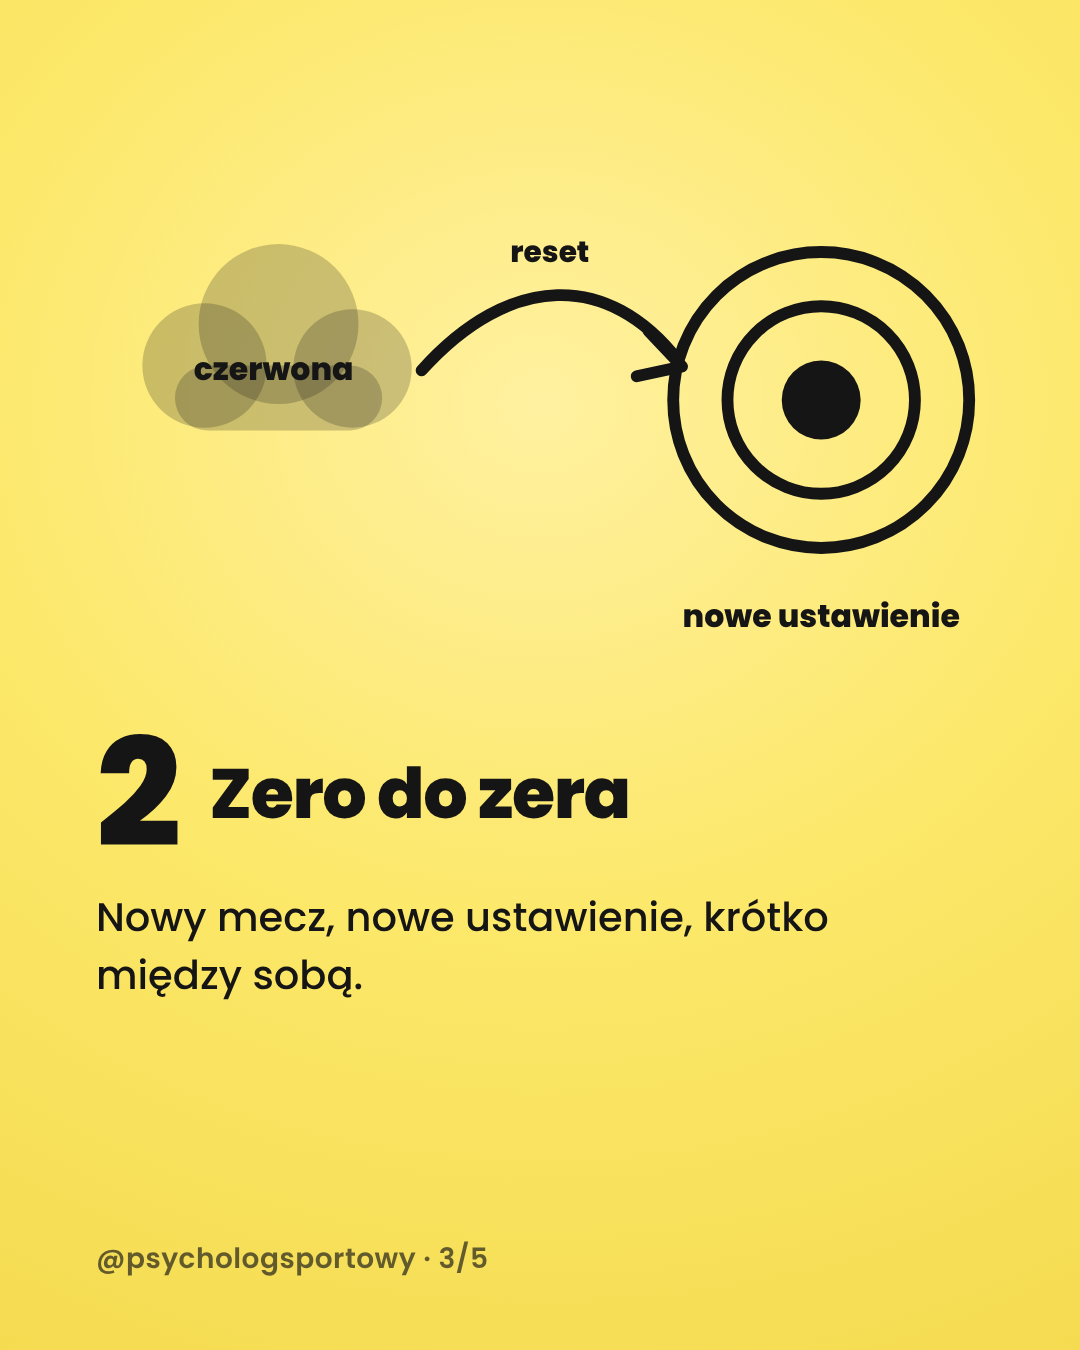 reset
czerwona
nowe ustawienie
2 Zero do zera
Nowy mecz, nowe ustawienie, krótko
między sobą.
@psychologsportowy · 3/5